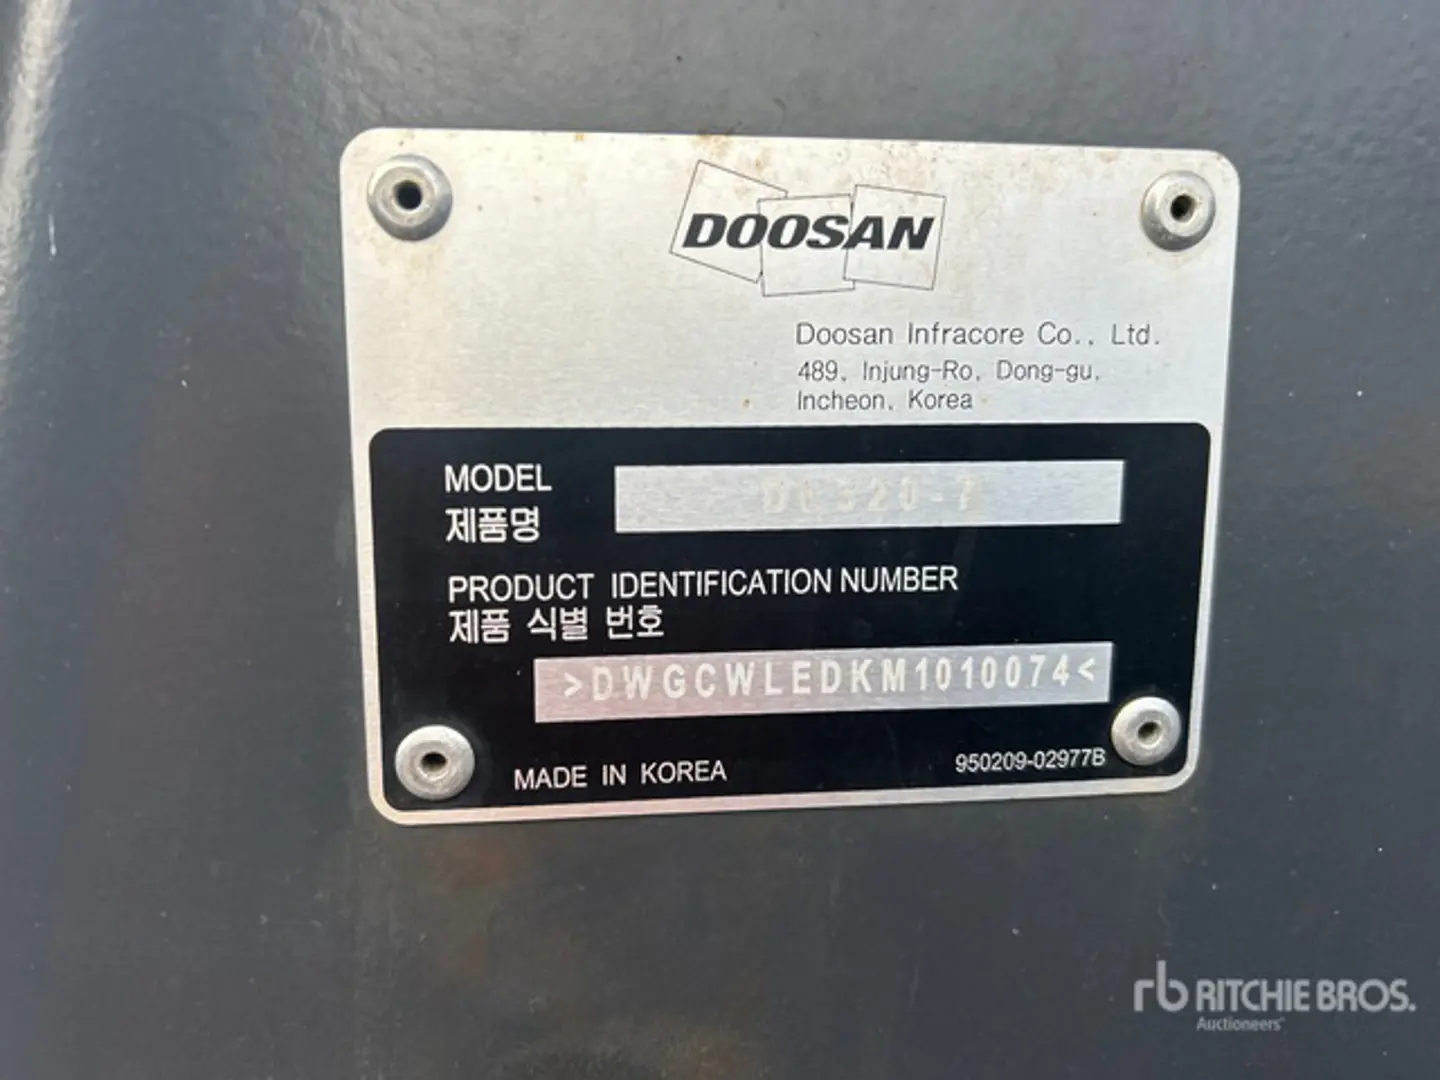 DOOSAN
Doosan Infracore Co., Ltd.
489, Injung-Ro, Dong-gu,
Incheon, Korea
MODEL
제품명
PRODUCT IDENTIFICATION NUMBER
제품 식별 번호
>DWGCWLEDKM1010074<
MADE IN KOREA
950209-02977B
rb RITCHIE BROS.
Auctioneers